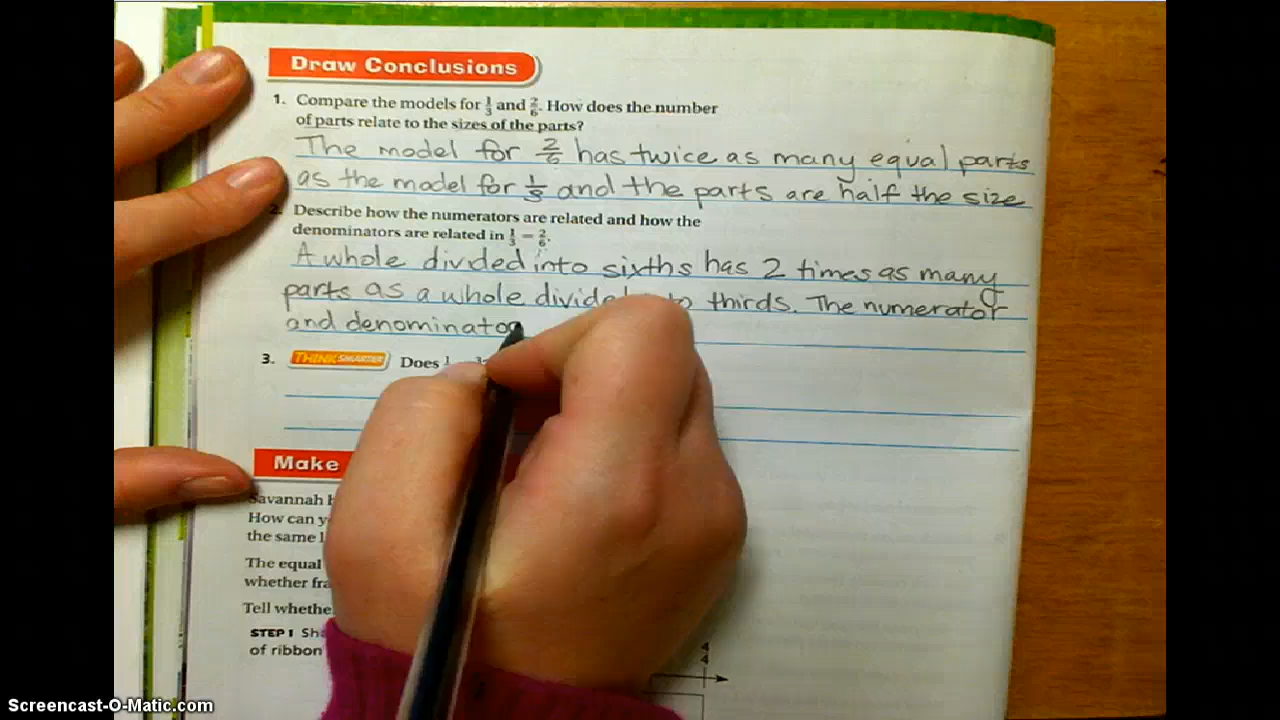 Draw Conclusions
1. Compare the models for 1/3 and 2/6. How does the number
of parts relate to the sizes of the parts?
The model for 2/6 has twice as many equal parts
as the model for 1/3 and the parts are half the size
2. Describe how the numerators are related and how the
denominators are related in 1/3 = 2/6.
A whole divided into sixths has 2 times as many
parts as a whole thirds. The numerator
and
3. THINK SMARTER Does
Make
Savannah
How can
the same
The equal
whether
Tell
STEP 1
of ribbon
4/4
Screencast-O-Matic.com